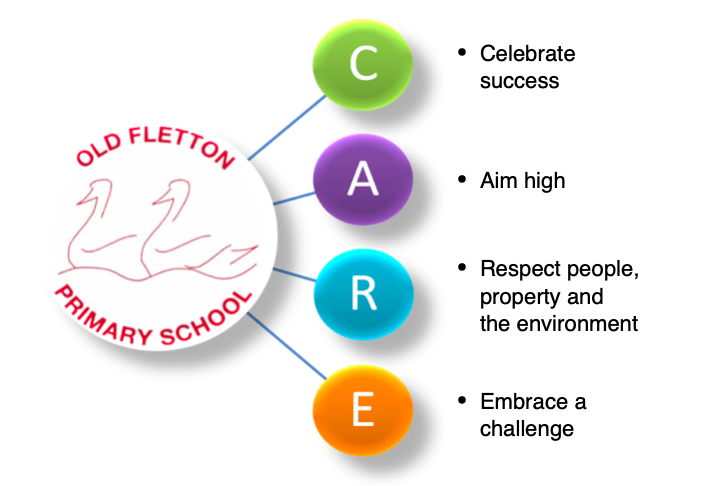 OLD FLETTON
PRIMARY SCHOOL
C
• Celebrate
success
A
• Aim high
R
• Respect people,
property and
the environment
E
• Embrace a
challenge